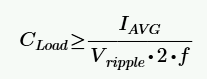 C_Load ≥ I_AVG / (V_ripple • 2 • f)